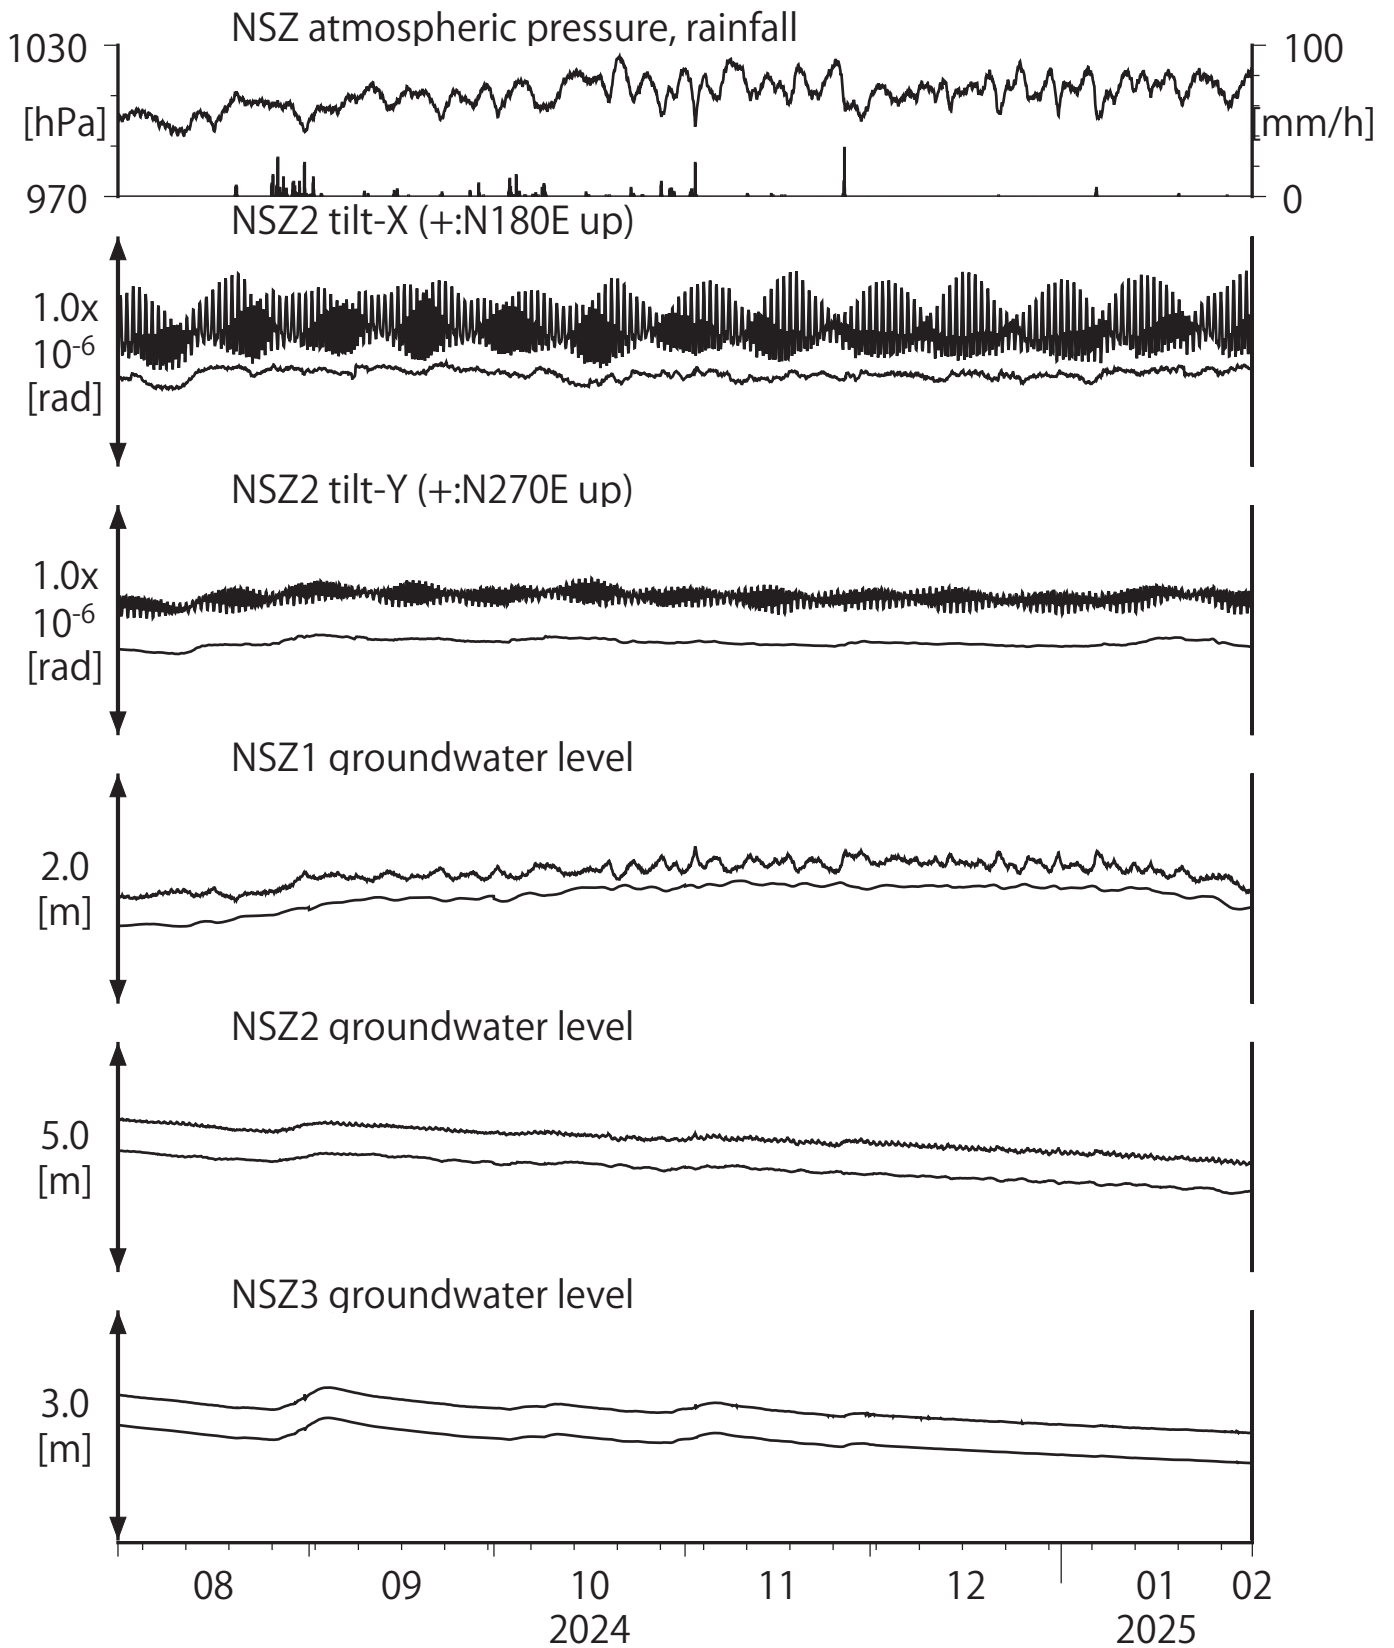 NSZ atmospheric pressure, rainfall
1030
100
[hPa]
[mm/h]
970
0
NSZ2 tilt-X (+:N180E up)
1.0x
10⁻⁶
[rad]
NSZ2 tilt-Y (+:N270E up)
1.0x
10⁻⁶
[rad]
NSZ1 groundwater level
2.0
[m]
NSZ2 groundwater level
5.0
[m]
NSZ3 groundwater level
3.0
[m]
08 09 10 11 12 01 02
2024 2025